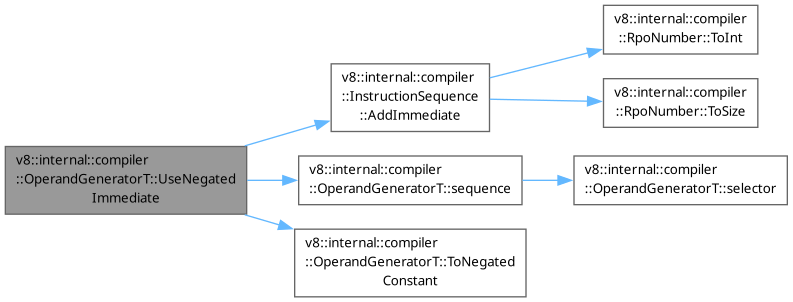 v8::internal::compiler
::OperandGeneratorT::UseNegated
Immediate
v8::internal::compiler
::InstructionSequence
::AddImmediate
v8::internal::compiler
::RpoNumber::ToInt
v8::internal::compiler
::RpoNumber::ToSize
v8::internal::compiler
::OperandGeneratorT::sequence
v8::internal::compiler
::OperandGeneratorT::selector
v8::internal::compiler
::OperandGeneratorT::ToNegated
Constant